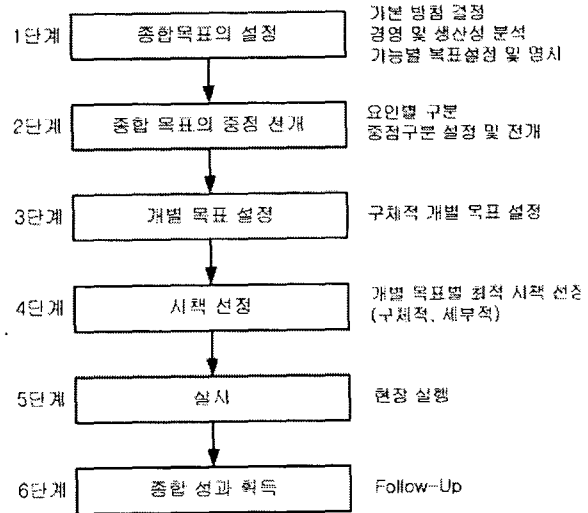 1단계
종합목표의 설정
기본 방침 결정
경영 및 생산성 분석
기능별 목표설정 및 명시
2단계
종합 목표의 중점 전개
요인별 구분
중점구분 설정 및 전개
3단계
개별 목표 설정
구체적 개별 목표 설정
4단계
시책 선정
개별 목표별 최적 시책 선정
(구체적, 세부적)
5단계
실시
현장 실행
6단계
종합 성과 획득
Follow-Up